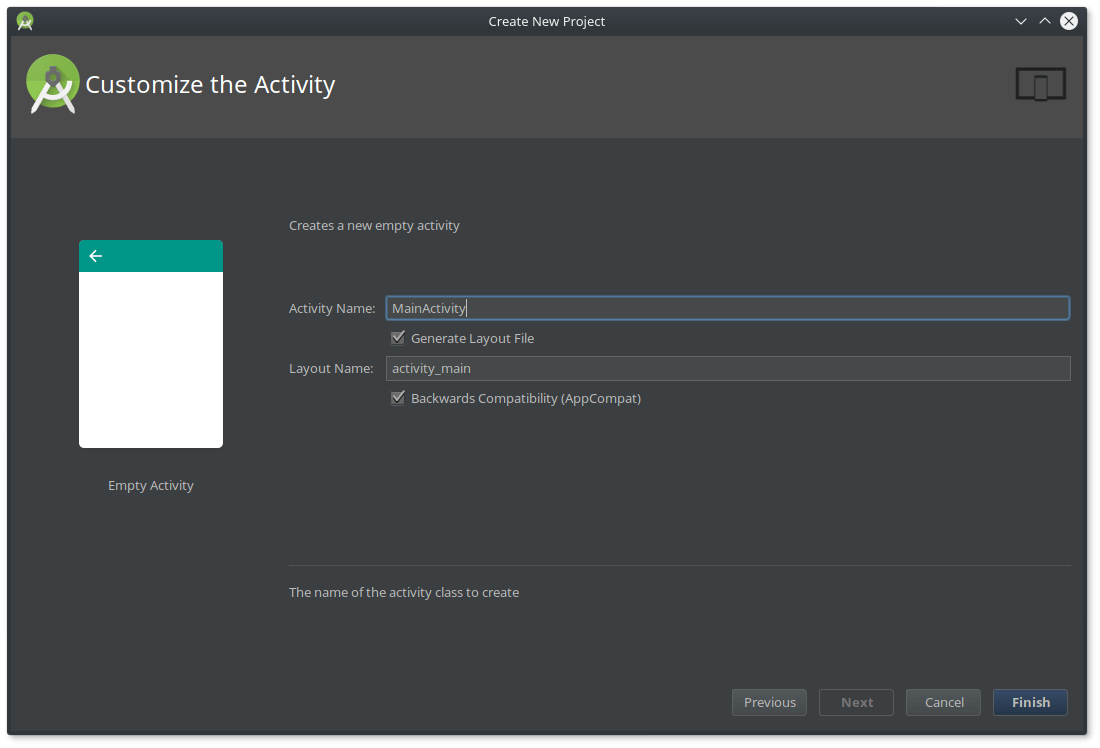 Create New Project
Customize the Activity
Creates a new empty activity
Activity Name: MainActivity
Generate Layout File
Layout Name: activity_main
Backwards Compatibility (AppCompat)
Empty Activity
The name of the activity class to create
Previous Next Cancel Finish